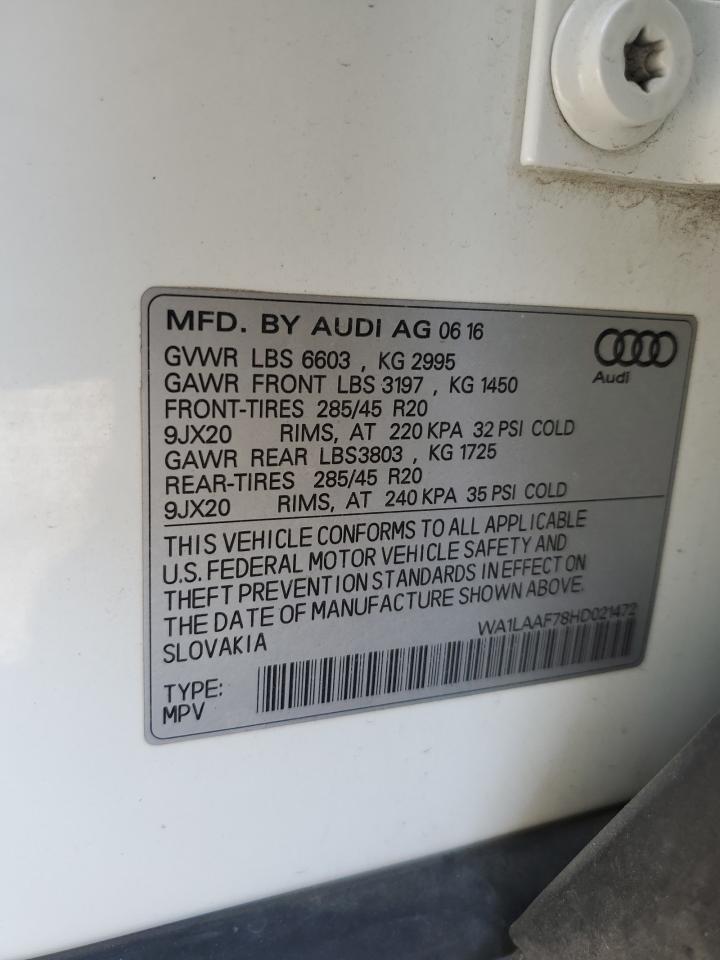 MFD. BY AUDI AG 06 16
GVWR LBS 6603 , KG 2995
GAWR FRONT LBS 3197 , KG 1450
FRONT-TIRES 285/45 R20
9JX20 RIMS, AT 220 KPA 32 PSI COLD
GAWR REAR LBS3803 , KG 1725
REAR-TIRES 285/45 R20
9JX20 RIMS, AT 240 KPA 35 PSI COLD
Audi
THIS VEHICLE CONFORMS TO ALL APPLICABLE
U.S. FEDERAL MOTOR VEHICLE SAFETY AND
THEFT PREVENTION STANDARDS IN EFFECT ON
THE DATE OF MANUFACTURE SHOWN ABOVE.
SLOVAKIA
WA1LAAF78HD021472
TYPE:
MPV